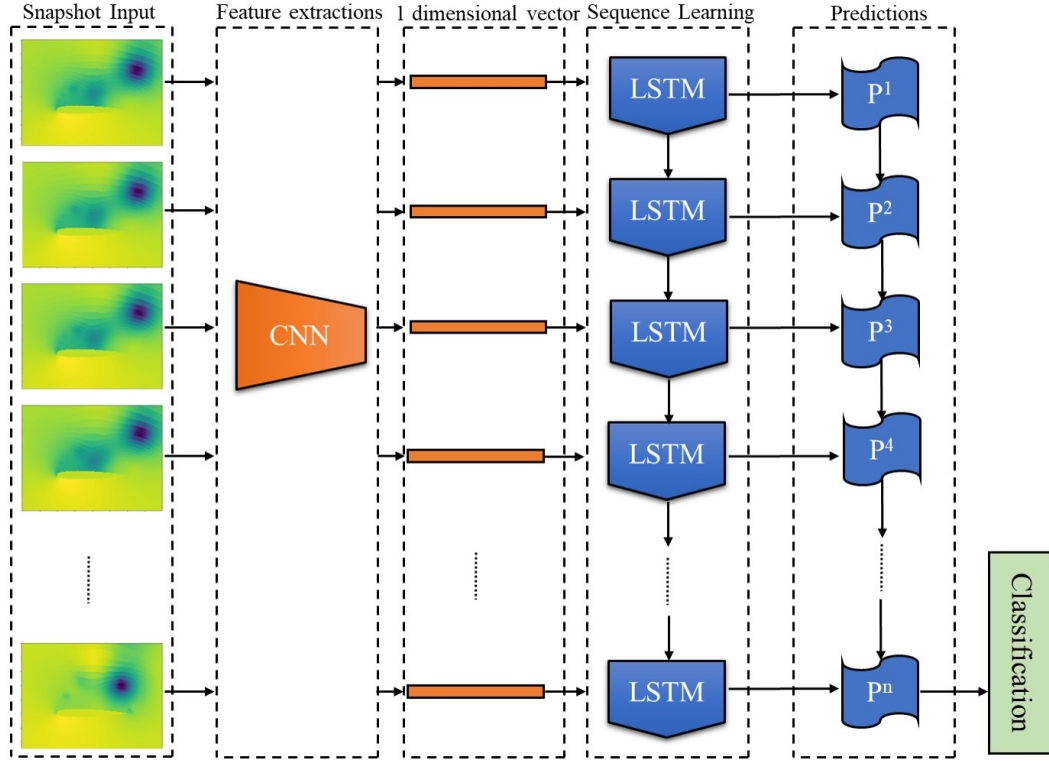 Snapshot Input
Feature extractions
1 dimensional vector
Sequence Learning
Predictions
LSTM
P¹
LSTM
P²
CNN
LSTM
P³
LSTM
P⁴
LSTM
Pⁿ
Classification